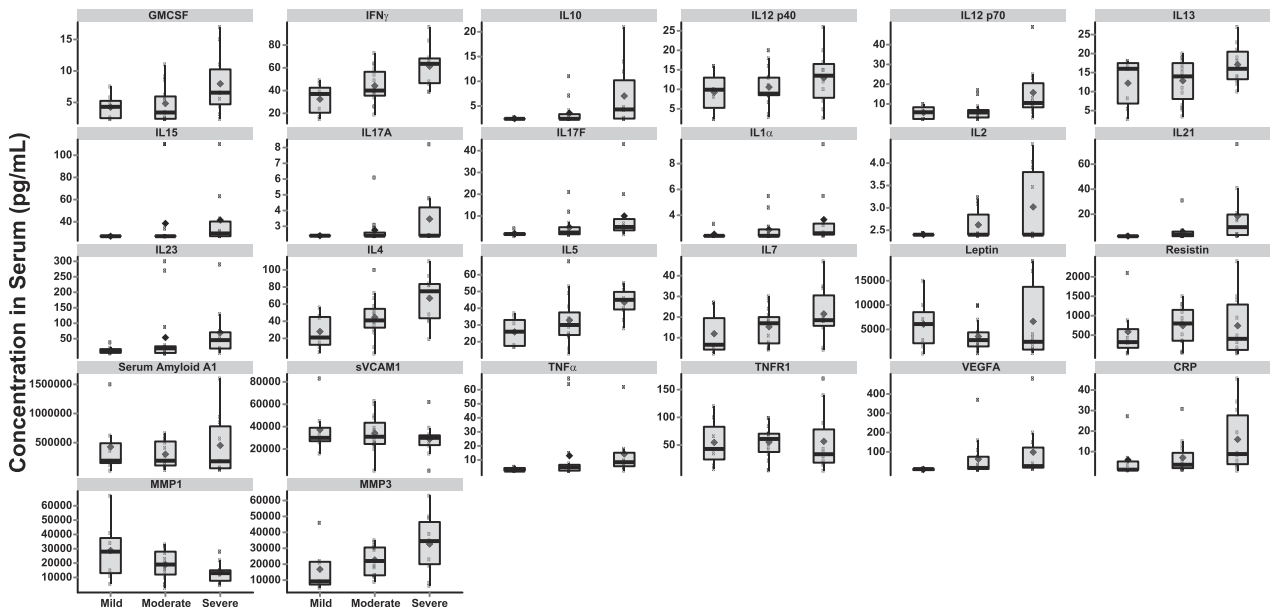 GMCSF IFNγ IL10 IL12 p40 IL12 p70 IL13
15 10 5
80 60 40 20
20 15 10 5
25 20 15 10 5
40 30 20 10
25 20 15 10 5
IL15 IL17A IL17F IL1α IL2 IL21
100 80 60 40
8 7 6 5 4 3
40 30 20 10
8 6 4
4.0 3.5 3.0 2.5
60 40 20
IL23 IL4 IL5 IL7 Leptin Resistin
300 250 200 150 100 50
100 80 60 40 20
60 50 40 30 20
40 30 20 10
15000 10000 5000
2000 1500 1000 500
Serum Amyloid A1 sVCAM1 TNFα TNFR1 VEGFA CRP
1500000 1000000 500000
80000 60000 40000 20000
60 50 40 30 20 10
150 100 50
400 300 200 100
40 30 20 10
MMP1 MMP3
60000 50000 40000 30000 20000 10000
60000 50000 40000 30000 20000 10000
Mild Moderate Severe Mild Moderate Severe
Concentration in Serum (pg/mL)